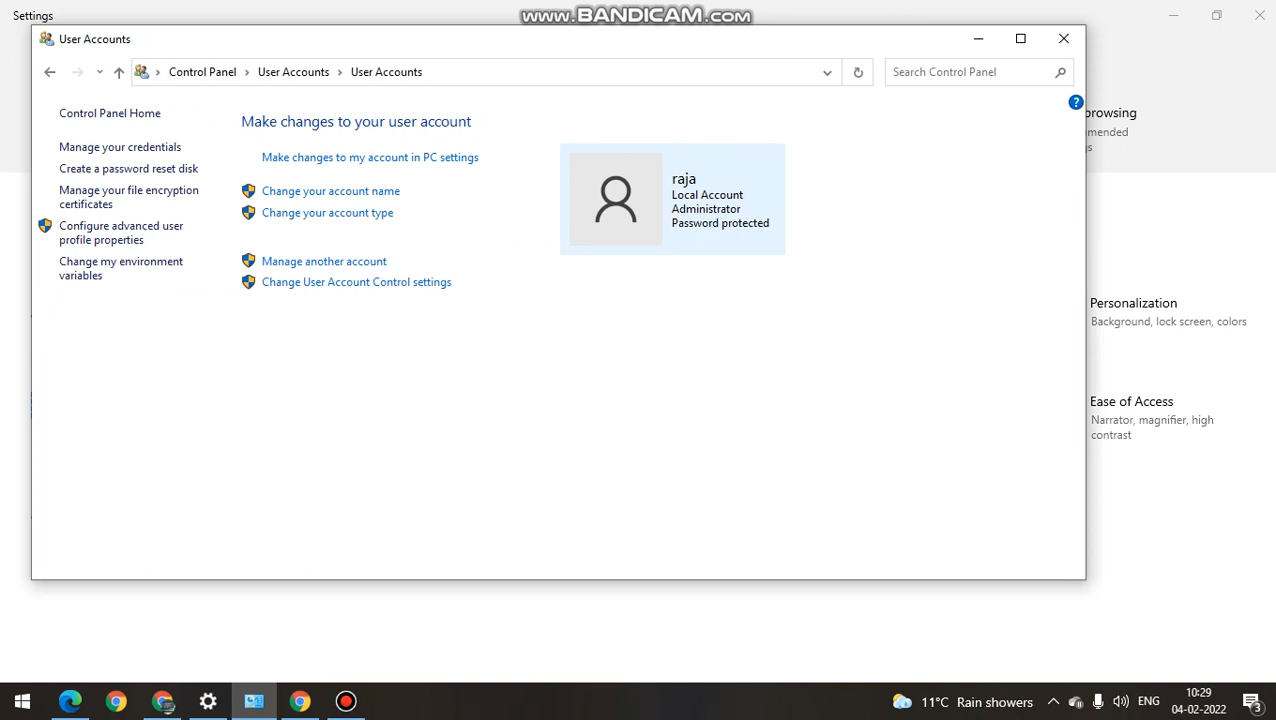 Settings
www.BANDICAM.com
User Accounts
Control Panel
User Accounts
User Accounts
Search Control Panel
Control Panel Home
Manage your credentials
Create a password reset disk
Manage your file encryption
certificates
Configure advanced user
profile properties
Change my environment
variables
Make changes to your user account
Make changes to my account in PC settings
Change your account name
Change your account type
Manage another account
Change User Account Control settings
raja
Local Account
Administrator
Password protected
?
rowsing
mended
s
Personalization
Background, lock screen, colors
Ease of Access
Narrator, magnifier, high
contrast
11°C Rain showers
ENG
10:29
04-02-2022
3